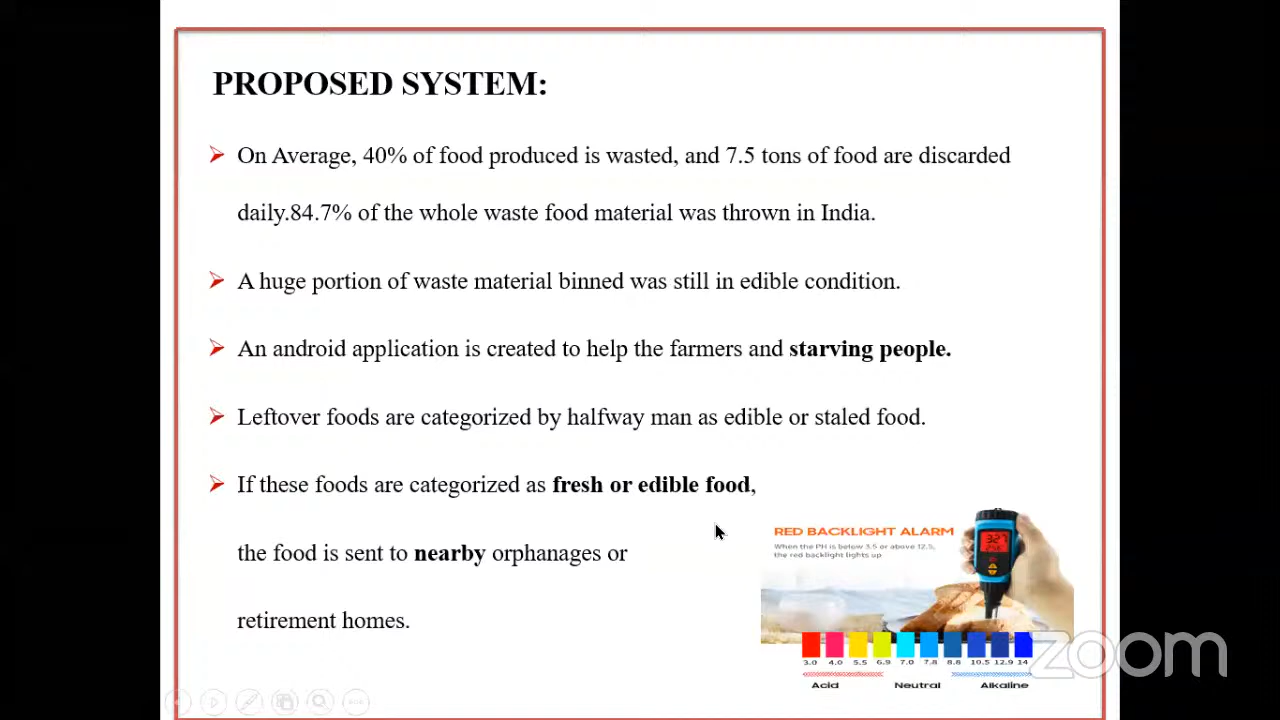 PROPOSED SYSTEM:
On Average, 40% of food produced is wasted, and 7.5 tons of food are discarded
daily.84.7% of the whole waste food material was thrown in India.
A huge portion of waste material binned was still in edible condition.
An android application is created to help the farmers and starving people.
Leftover foods are categorized by halfway man as edible or staled food.
If these foods are categorized as fresh or edible food,
the food is sent to nearby orphanages or
retirement homes.
RED BACKLIGHT ALARM
When the PH is below 3.5 or above 12.5,
the red backlight lights up
3.0 4.0 5.5 6.9 7.0 7.8 8.8 10.5 12.9 14
Acid Neutral Alkaline
zoom